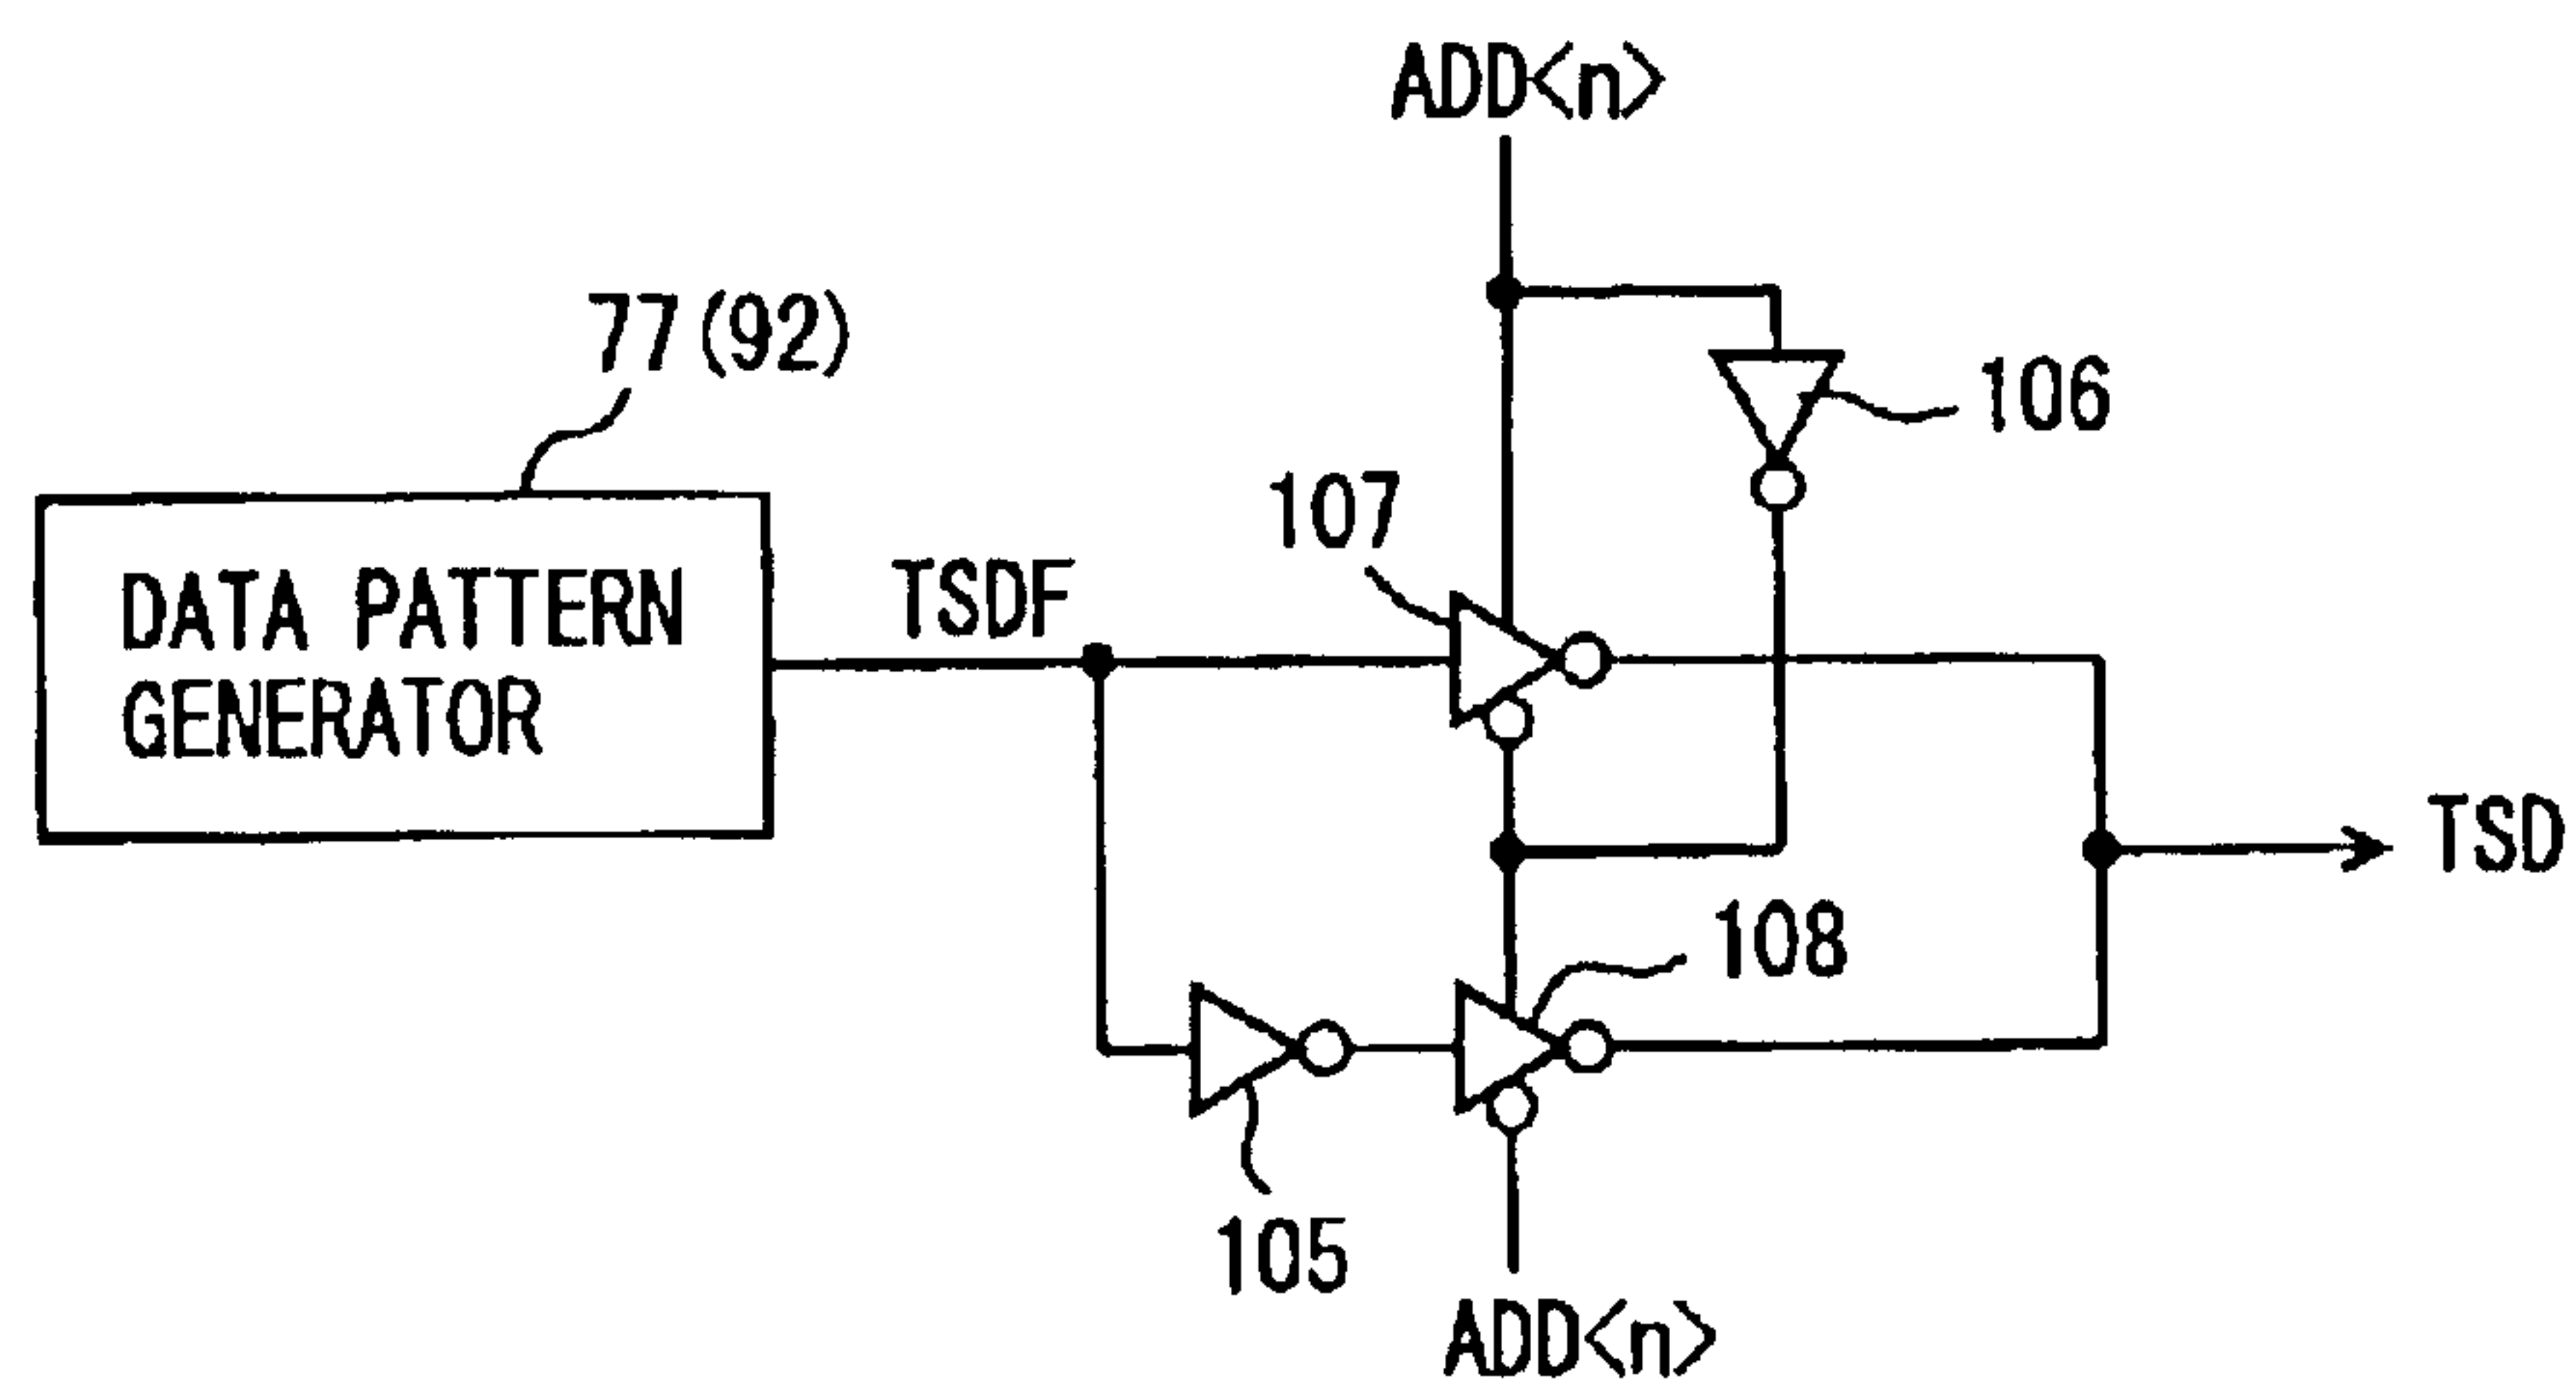 ADD<n>
77(92)
106
107
DATA PATTERN
GENERATOR
TSDF
TSD
108
105
ADD<n>